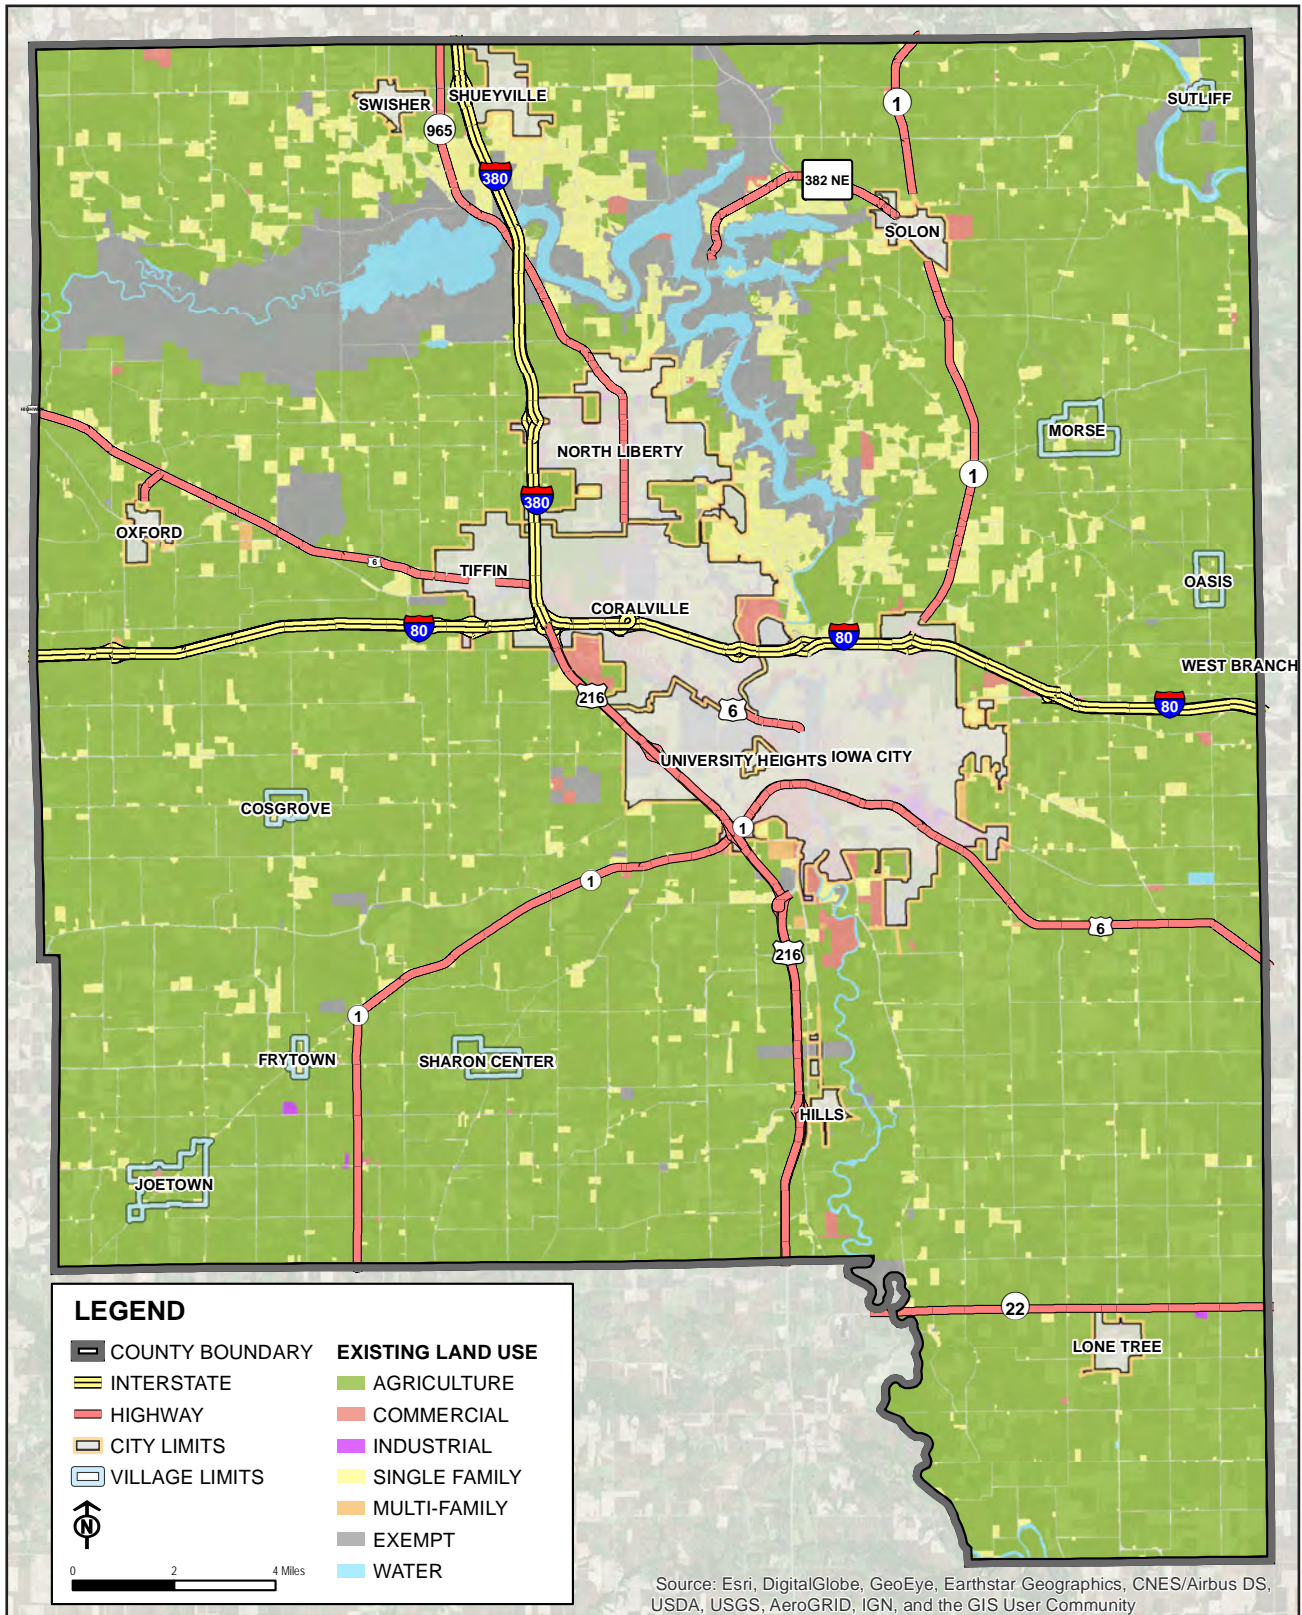 SWISHER
SHUEYVILLE
SUTLIFF
965
1
380
382 NE
SOLON
MORSE
NORTH LIBERTY
1
380
OXFORD
6
TIFFIN
OASIS
CORALVILLE
80
80
WEST BRANCH
216
6
80
UNIVERSITY HEIGHTS
IOWA CITY
COSGROVE
1
1
6
216
1
FRYTOWN
SHARON CENTER
HILLS
JOETOWN
22
LONE TREE
LEGEND
COUNTY BOUNDARY
INTERSTATE
HIGHWAY
CITY LIMITS
VILLAGE LIMITS
N
0 2 4 Miles
EXISTING LAND USE
AGRICULTURE
COMMERCIAL
INDUSTRIAL
SINGLE FAMILY
MULTI-FAMILY
EXEMPT
WATER
Source: Esri, DigitalGlobe, GeoEye, Earthstar Geographics, CNES/Airbus DS,
USDA, USGS, AeroGRID, IGN, and the GIS User Community